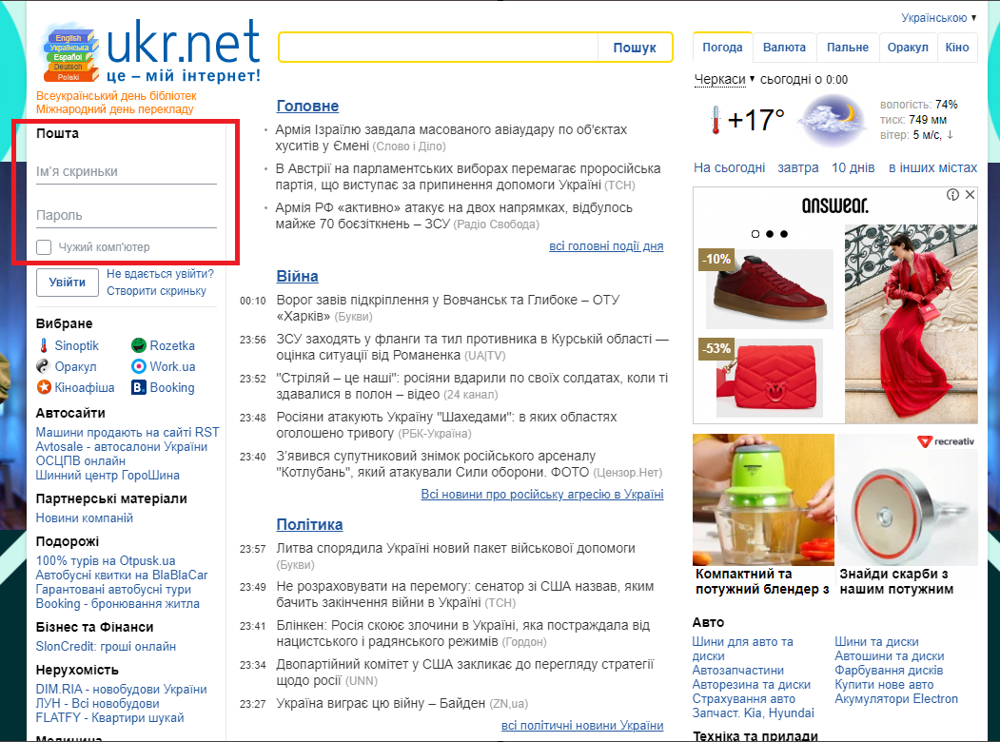 Українською ▼
English
Українська
Español
Deutsch
Polski
ukr.net
це – мій інтернет!
Всеукраїнський день бібліотек
Міжнародний день перекладу
Пошта
Ім'я скриньки
Пароль
Чужий комп'ютер
Увійти
Не вдається увійти?
Створити скриньку
Вибране
Sinoptik
Rozetka
Оракул
Work.ua
Кіноафіша
B.
Booking
Автосайти
Машини продають на сайті RST
Avtosale - автосалони України
ОСЦПВ онлайн
Шинний центр ГороШина
Партнерські матеріали
Новини компаній
Подорожі
100% турів на Otpusk.ua
Автобусні квитки на BlaBlaCar
Гарантовані автобусні тури
Booking - бронювання житла
Бізнес та Фінанси
SlonCredit: гроші онлайн
Нерухомість
DIM.RIA - новобудови України
ЛУН - Всі новобудови
FLATFY - Квартири шукай
Медицина
Пошук
Головне
• Армія Ізраїлю завдала масованого авіаудару по об'єктах
хуситів у Ємені (Слово і Діло)
• В Австрії на парламентських виборах перемагає проросійська
партія, що виступає за припинення допомоги Україні (ТСН)
• Армія РФ «активно» атакує на двох напрямках, відбулось
майже 70 боєзіткнень – ЗСУ (Радіо Свобода)
всі головні події дня
Війна
00:10 Ворог завів підкріплення у Вовчанськ та Глибоке – ОТУ
«Харків» (Букви)
23:56 ЗСУ заходять у фланги та тил противника в Курській області —
оцінка ситуації від Романенка (UA|TV)
23:52 "Стріляй – це наші": росіяни вдарили по своїх солдатах, коли ті
здавалися в полон – відео (24 канал)
23:48 Росіяни атакують Україну "Шахедами": в яких областях
оголошено тривогу (РБК-Україна)
23:40 З'явився супутниковий знімок російського арсеналу
"Котлубань", який атакували Сили оборони. ФОТО (Цензор.Нет)
Всі новини про російську агресію в Україні
Політика
23:57 Литва спорядила Україні новий пакет військової допомоги
(Букви)
23:49 Не розраховувати на перемогу: сенатор зі США назвав, яким
бачить закінчення війни в Україні (ТСН)
23:41 Блінкен: Росія скоює злочини в Україні, яка постраждала від
нацистського і радянського режимів (Гордон)
23:34 Двопартійний комітет у США закликає до перегляду стратегії
щодо росії (UNN)
23:27 Україна виграє цю війну – Байден (ZN,ua)
всі політичні новини України
Погода
Валюта
Пальне
Оракул
Кіно
Черкаси ▼ сьогодні о 0:00
+17°
вологість: 74%
тиск: 749 мм
вітер: 5 м/с, ↓
На сьогодні
завтра
10 днів
в інших містах
answear.
-10%
-53%
recreativ
Компактний та
потужний блендер з
Знайди скарби з
нашим потужним
Авто
Шини для авто та
диски
Автозапчастини
Авторезина та диски
Страхування авто
Запчаст. Kia, Hyundai
Шини та диски
Автошини та диски
Фарбування дисків
Купити нове авто
Акумулятори Electron
Техніка та прилади